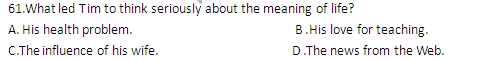 61.What led Tim to think seriously about the meaning of life?
A. His health problem. B.His love for teaching.
C.The influence of his wife. D.The news from the Web.